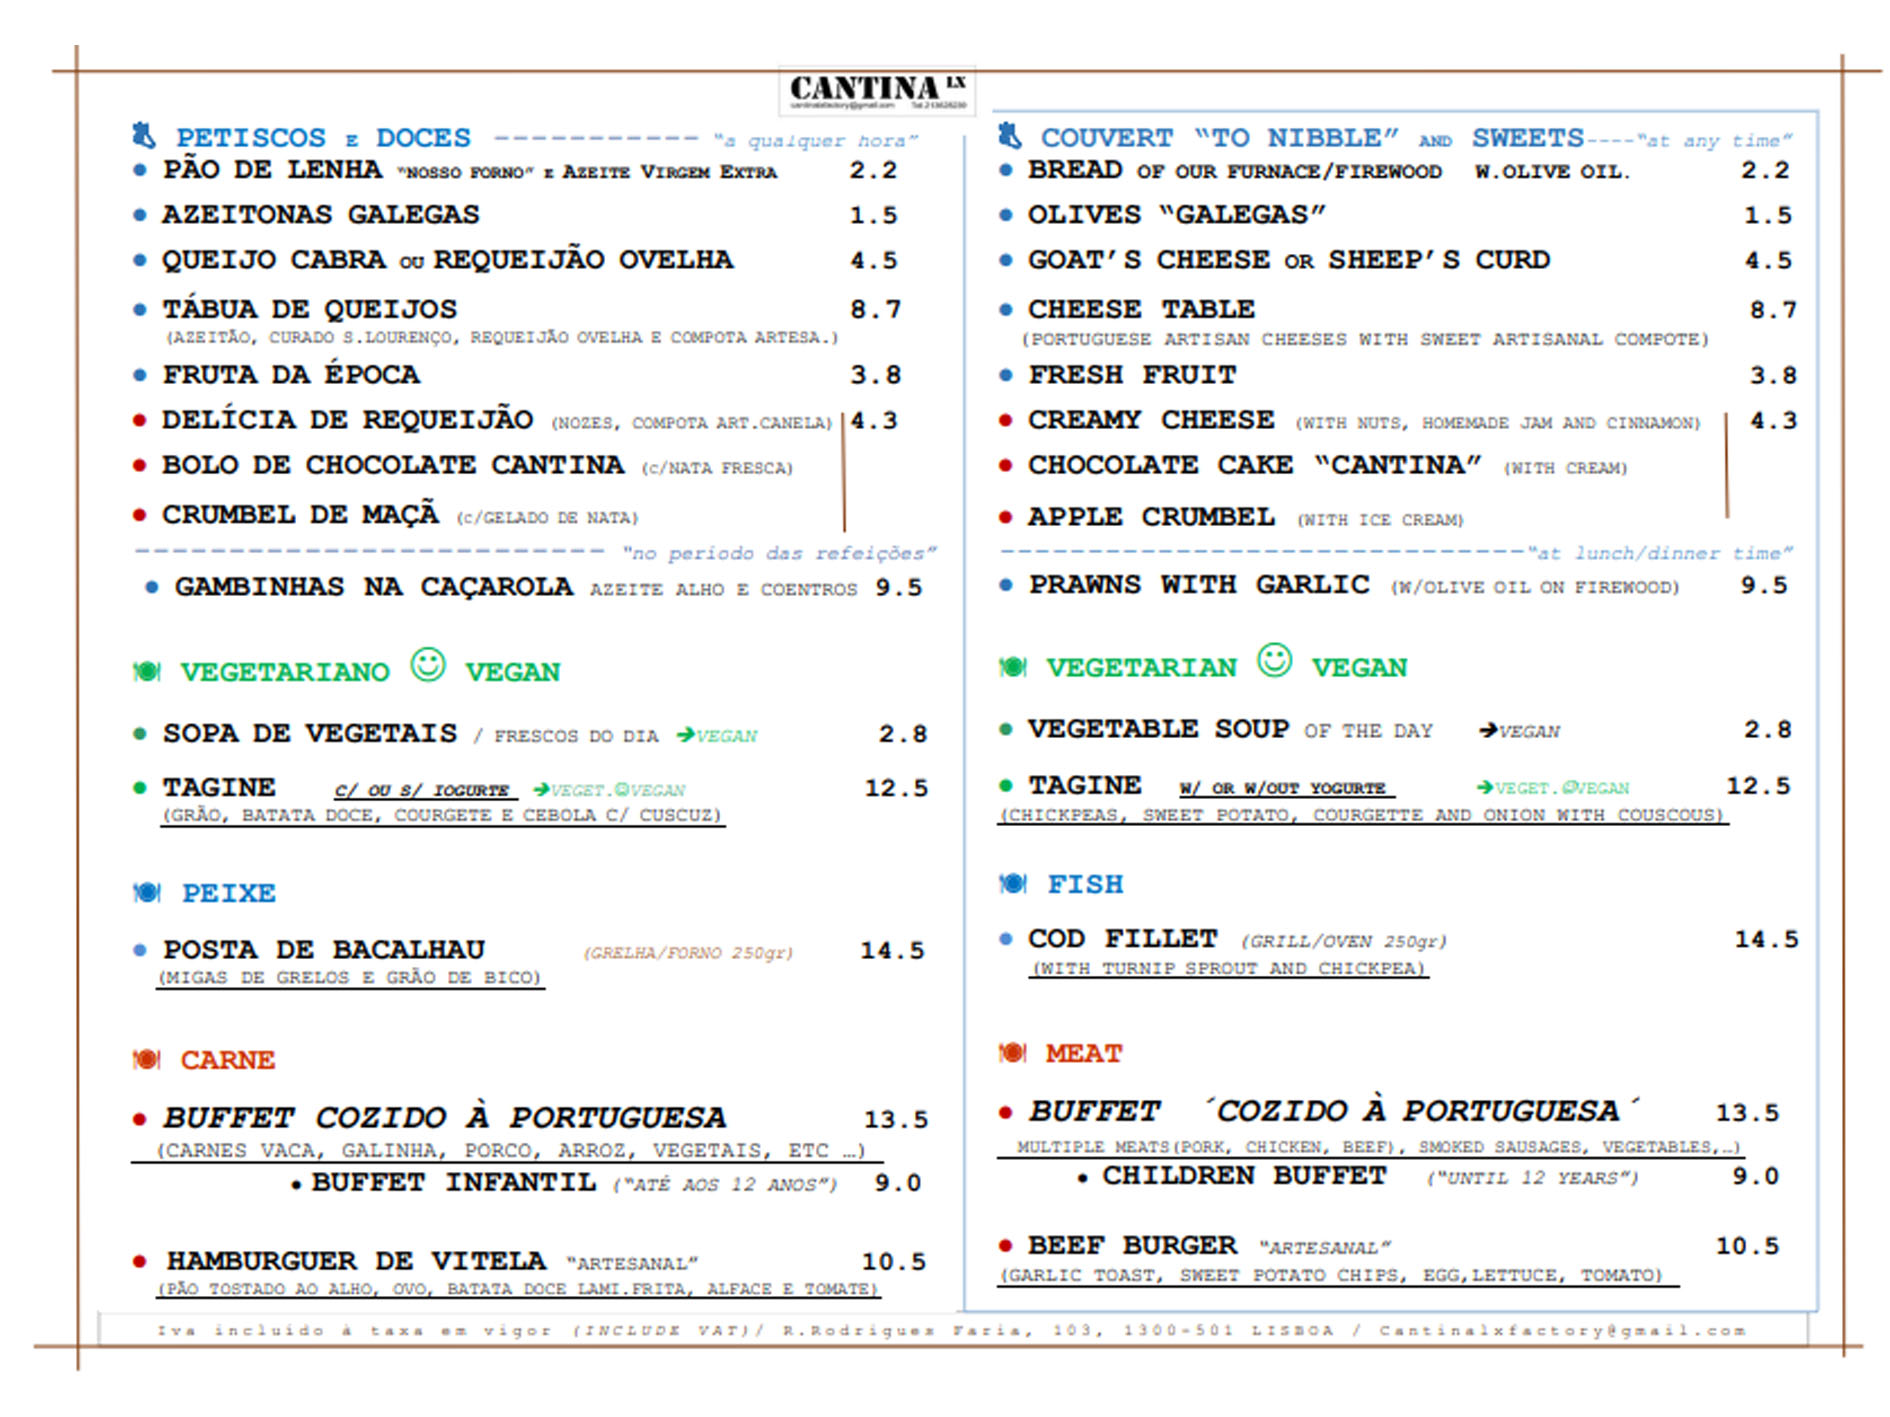 CANTINA LX
cantinalxfactory@gmail.com
PETISCOS E DOCES ----------- “a qualquer hora”
PÃO DE LENHA “NOSSO FORNO” E AZEITE VIRGEM EXTRA 2.2
AZEITONAS GALEGAS 1.5
QUEIJO CABRA OU REQUEIJÃO OVELHA 4.5
TÁBUA DE QUEIJOS 8.7
(AZEITÃO, CURADO S.LOURENÇO, REQUEIJÃO OVELHA E COMPOTA ARTESA.)
FRUTA DA ÉPOCA 3.8
DELÍCIA DE REQUEIJÃO (NOZES, COMPOTA ART.CANELA) 4.3
BOLO DE CHOCOLATE CANTINA (C/NATA FRESCA)
CRUMBEL DE MAÇÃ (C/GELADO DE NATA)
--------------------------- “no período das refeições”
GAMBINHAS NA CAÇAROLA AZEITE ALHO E COENTROS 9.5
VEGETARIANO ☺ VEGAN
SOPA DE VEGETAIS / FRESCOS DO DIA ➔VEGAN 2.8
TAGINE C/ OU S/ IOGURTE ➔VEGET.☺VEGAN 12.5
(GRÃO, BATATA DOCE, COURGETE E CEBOLA C/ CUSCUZ)
PEIXE
POSTA DE BACALHAU (GRELHA/FORNO 250gr) 14.5
(MIGAS DE GRELOS E GRÃO DE BICO)
CARNE
BUFFET COZIDO À PORTUGUESA 13.5
(CARNES VACA, GALINHA, PORCO, ARROZ, VEGETAIS, ETC …)
BUFFET INFANTIL (“ATÉ AOS 12 ANOS”) 9.0
HAMBURGUER DE VITELA “ARTESANAL” 10.5
(PÃO TOSTADO AO ALHO, OVO, BATATA DOCE LAMI.FRITA, ALFACE E TOMATE)
COUVERT “TO NIBBLE” AND SWEETS----“at any time”
BREAD OF OUR FURNACE/FIREWOOD W.OLIVE OIL. 2.2
OLIVES “GALEGAS” 1.5
GOAT’S CHEESE OR SHEEP’S CURD 4.5
CHEESE TABLE 8.7
(PORTUGUESE ARTISAN CHEESES WITH SWEET ARTISANAL COMPOTE)
FRESH FRUIT 3.8
CREAMY CHEESE (WITH NUTS, HOMEMADE JAM AND CINNAMON) 4.3
CHOCOLATE CAKE “CANTINA” (WITH CREAM)
APPLE CRUMBEL (WITH ICE CREAM)
------------------------------“at lunch/dinner time”
PRAWNS WITH GARLIC (W/OLIVE OIL ON FIREWOOD) 9.5
VEGETARIAN ☺ VEGAN
VEGETABLE SOUP OF THE DAY ➔VEGAN 2.8
TAGINE W/ OR W/OUT YOGURTE ➔VEGET.☺VEGAN 12.5
(CHICKPEAS, SWEET POTATO, COURGETTE AND ONION WITH COUSCOUS)
FISH
COD FILLET (GRILL/OVEN 250gr) 14.5
(WITH TURNIP SPROUT AND CHICKPEA)
MEAT
BUFFET ´COZIDO À PORTUGUESA´ 13.5
MULTIPLE MEATS(PORK, CHICKEN, BEEF), SMOKED SAUSAGES, VEGETABLES,…)
CHILDREN BUFFET (“UNTIL 12 YEARS”) 9.0
BEEF BURGER “ARTESANAL” 10.5
(GARLIC TOAST, SWEET POTATO CHIPS, EGG,LETTUCE, TOMATO)
Iva incluído à taxa em vigor (INCLUDE VAT)/ R.Rodrigues Faria, 103, 1300-501 LISBOA / Cantinalxfactory@gmail.com